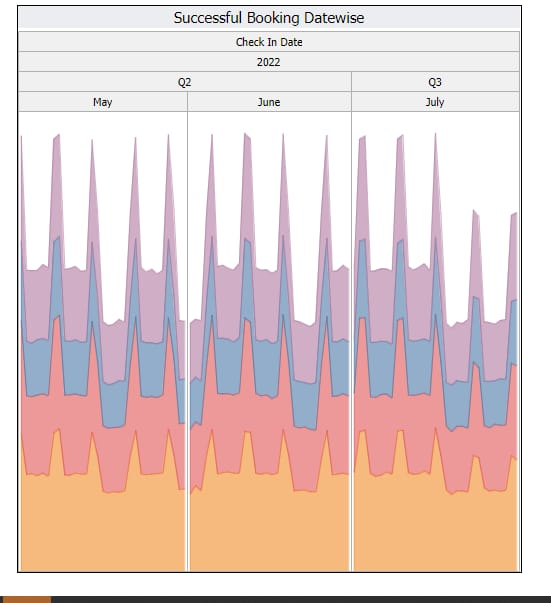 Successful Booking Datewise
Check In Date
2022
Q2 Q3
May June July